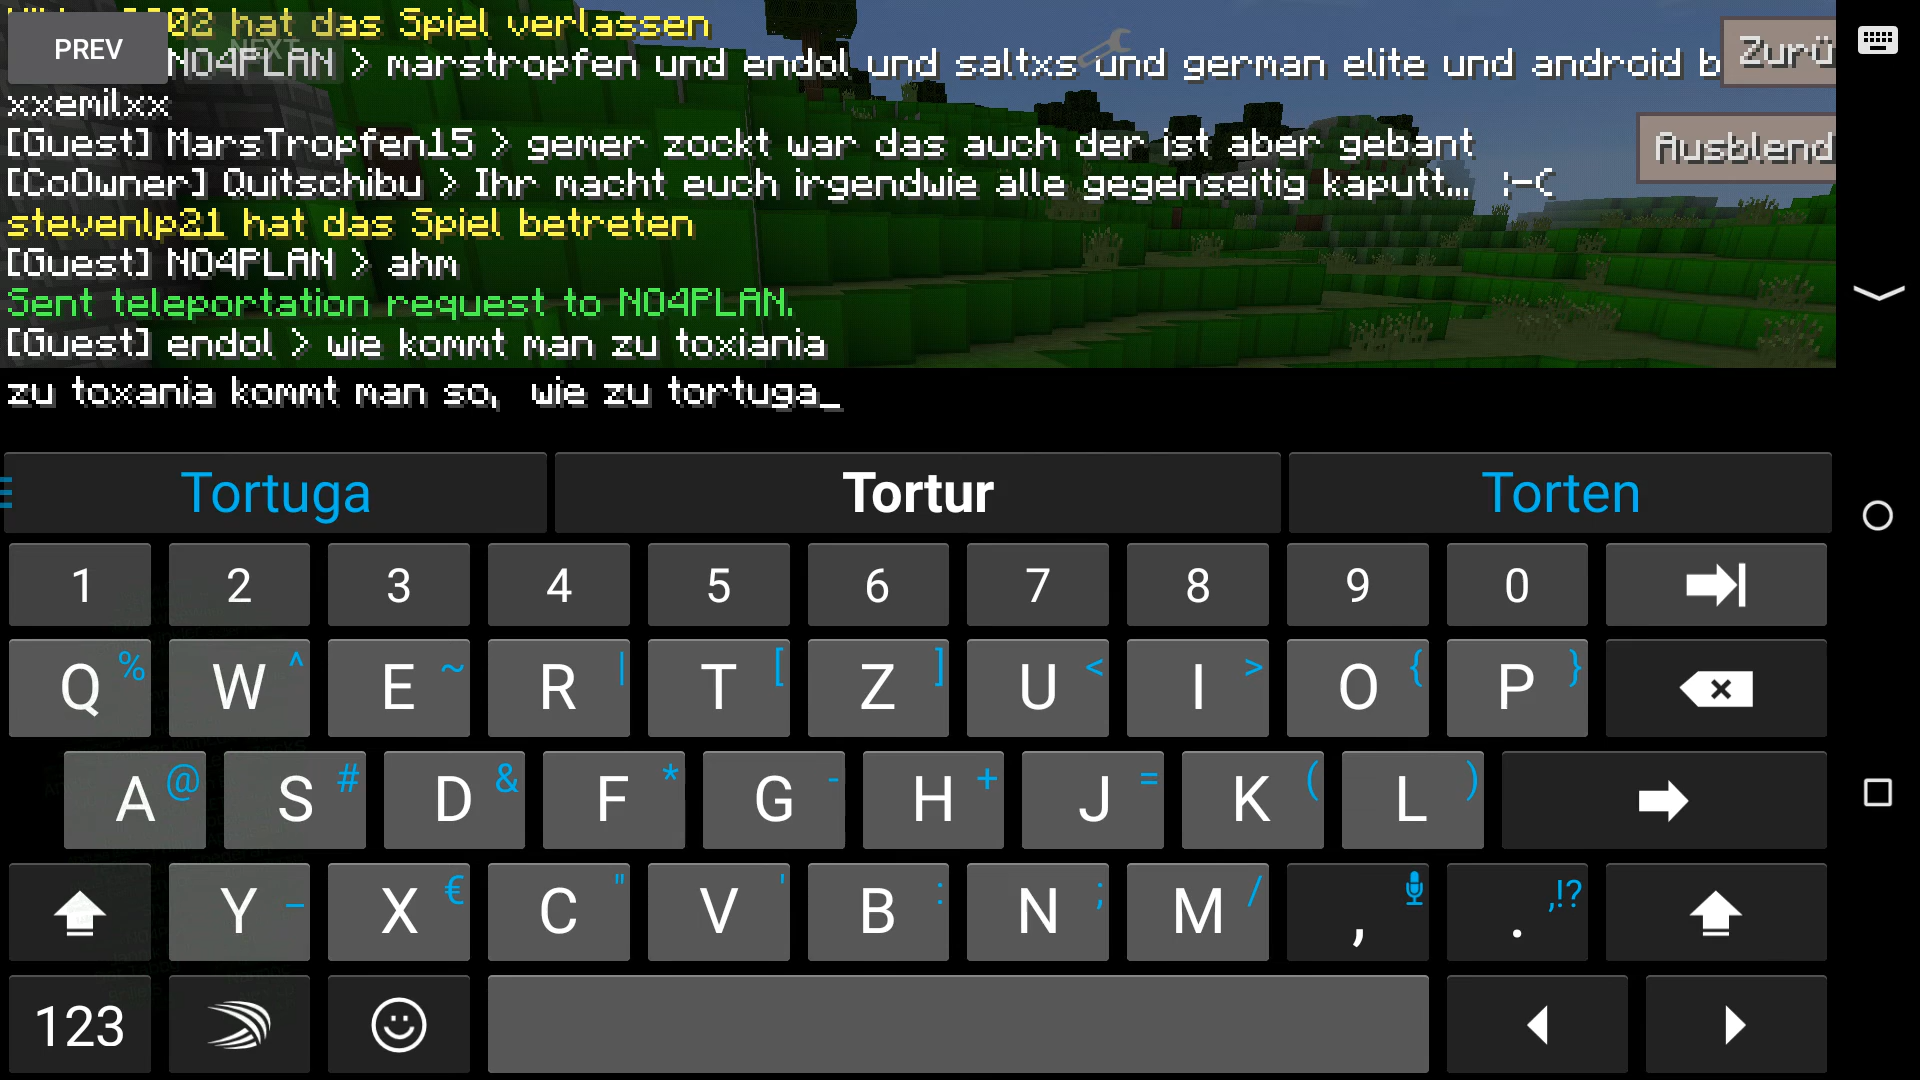 02 hat das Spiel verlassen
PREV
NEXT
NO4PLAN > marstropfen und endol und saltxs und german elite und android b
Zurü
xxemilxx
[Guest] MarsTropfen15 > gemer zockt war das auch der ist aber gebant
Ausblend
[CoOwner] Quitschibu > Ihr macht euch irgendwie alle gegenseitig kaputt... :-(
stevenlp21 hat das Spiel betreten
[Guest] NO4PLAN > ahm
Sent teleportation request to NO4PLAN.
[Guest] endol > wie kommt man zu toxiania
zu toxania kommt man so, wie zu tortuga_
Tortuga Tortur Torten
1 2 3 4 5 6 7 8 9 0
Q % W ^ E ~ R | T [ Z ] U < I > O { P }
A @ S # D & F * G - H + J = K ( L )
Y _ X € C " V ' B : N ; M / , . ,!?
123